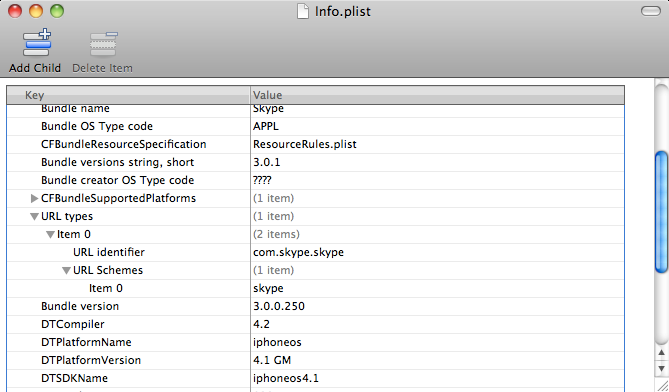 Info.plist
Add Child Delete Item
Key Value
Bundle name Skype
Bundle OS Type code APPL
CFBundleResourceSpecification ResourceRules.plist
Bundle versions string, short 3.0.1
Bundle creator OS Type code ????
CFBundleSupportedPlatforms (1 item)
URL types (1 item)
Item 0 (2 items)
URL identifier com.skype.skype
URL Schemes (1 item)
Item 0 skype
Bundle version 3.0.0.250
DTCompiler 4.2
DTPlatformName iphoneos
DTPlatformVersion 4.1 GM
DTSDKName iphoneos4.1